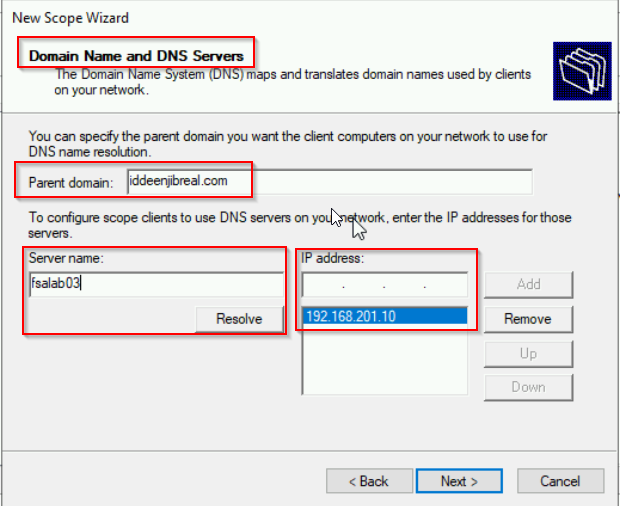 New Scope Wizard
Domain Name and DNS Servers
The Domain Name System (DNS) maps and translates domain names used by clients
on your network.
You can specify the parent domain you want the client computers on your network to use for
DNS name resolution.
Parent domain: iddeenjibreal.com
To configure scope clients to use DNS servers on your network, enter the IP addresses for those
servers.
Server name: IP address:
fsalab03 . . . Add
Resolve 192.168.201.10 Remove
Up
Down
< Back Next > Cancel